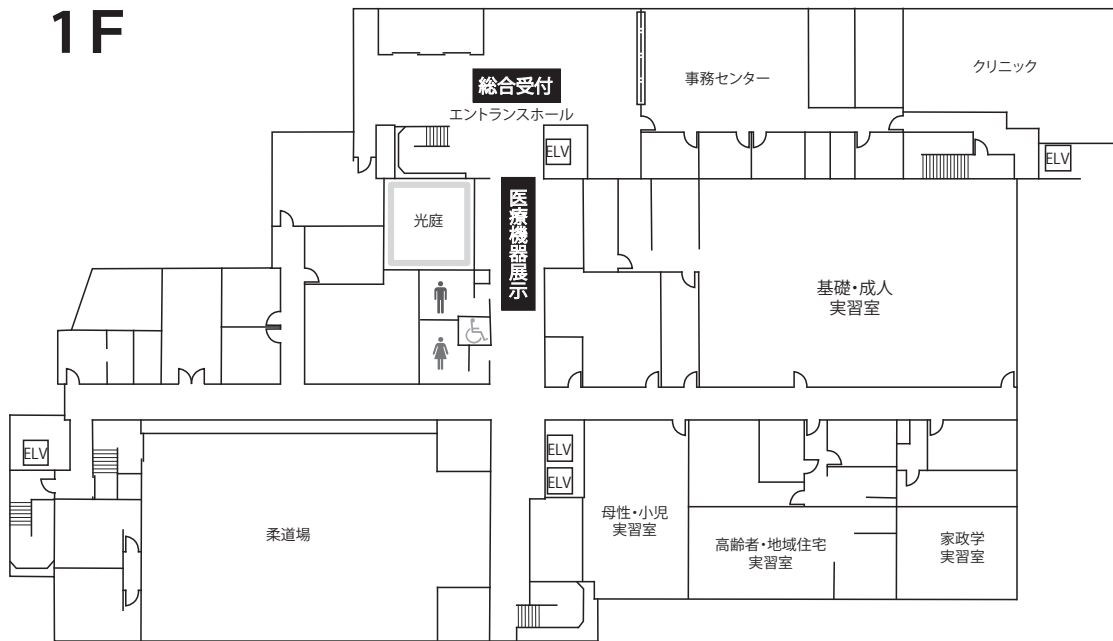 1F
総合受付
エントランスホール
事務センター
クリニック
ELV
ELV
医療機器展示
光庭
基礎・成人
実習室
ELV
ELV
ELV
柔道場
母性・小児
実習室
高齢者・地域住宅
実習室
家政学
実習室